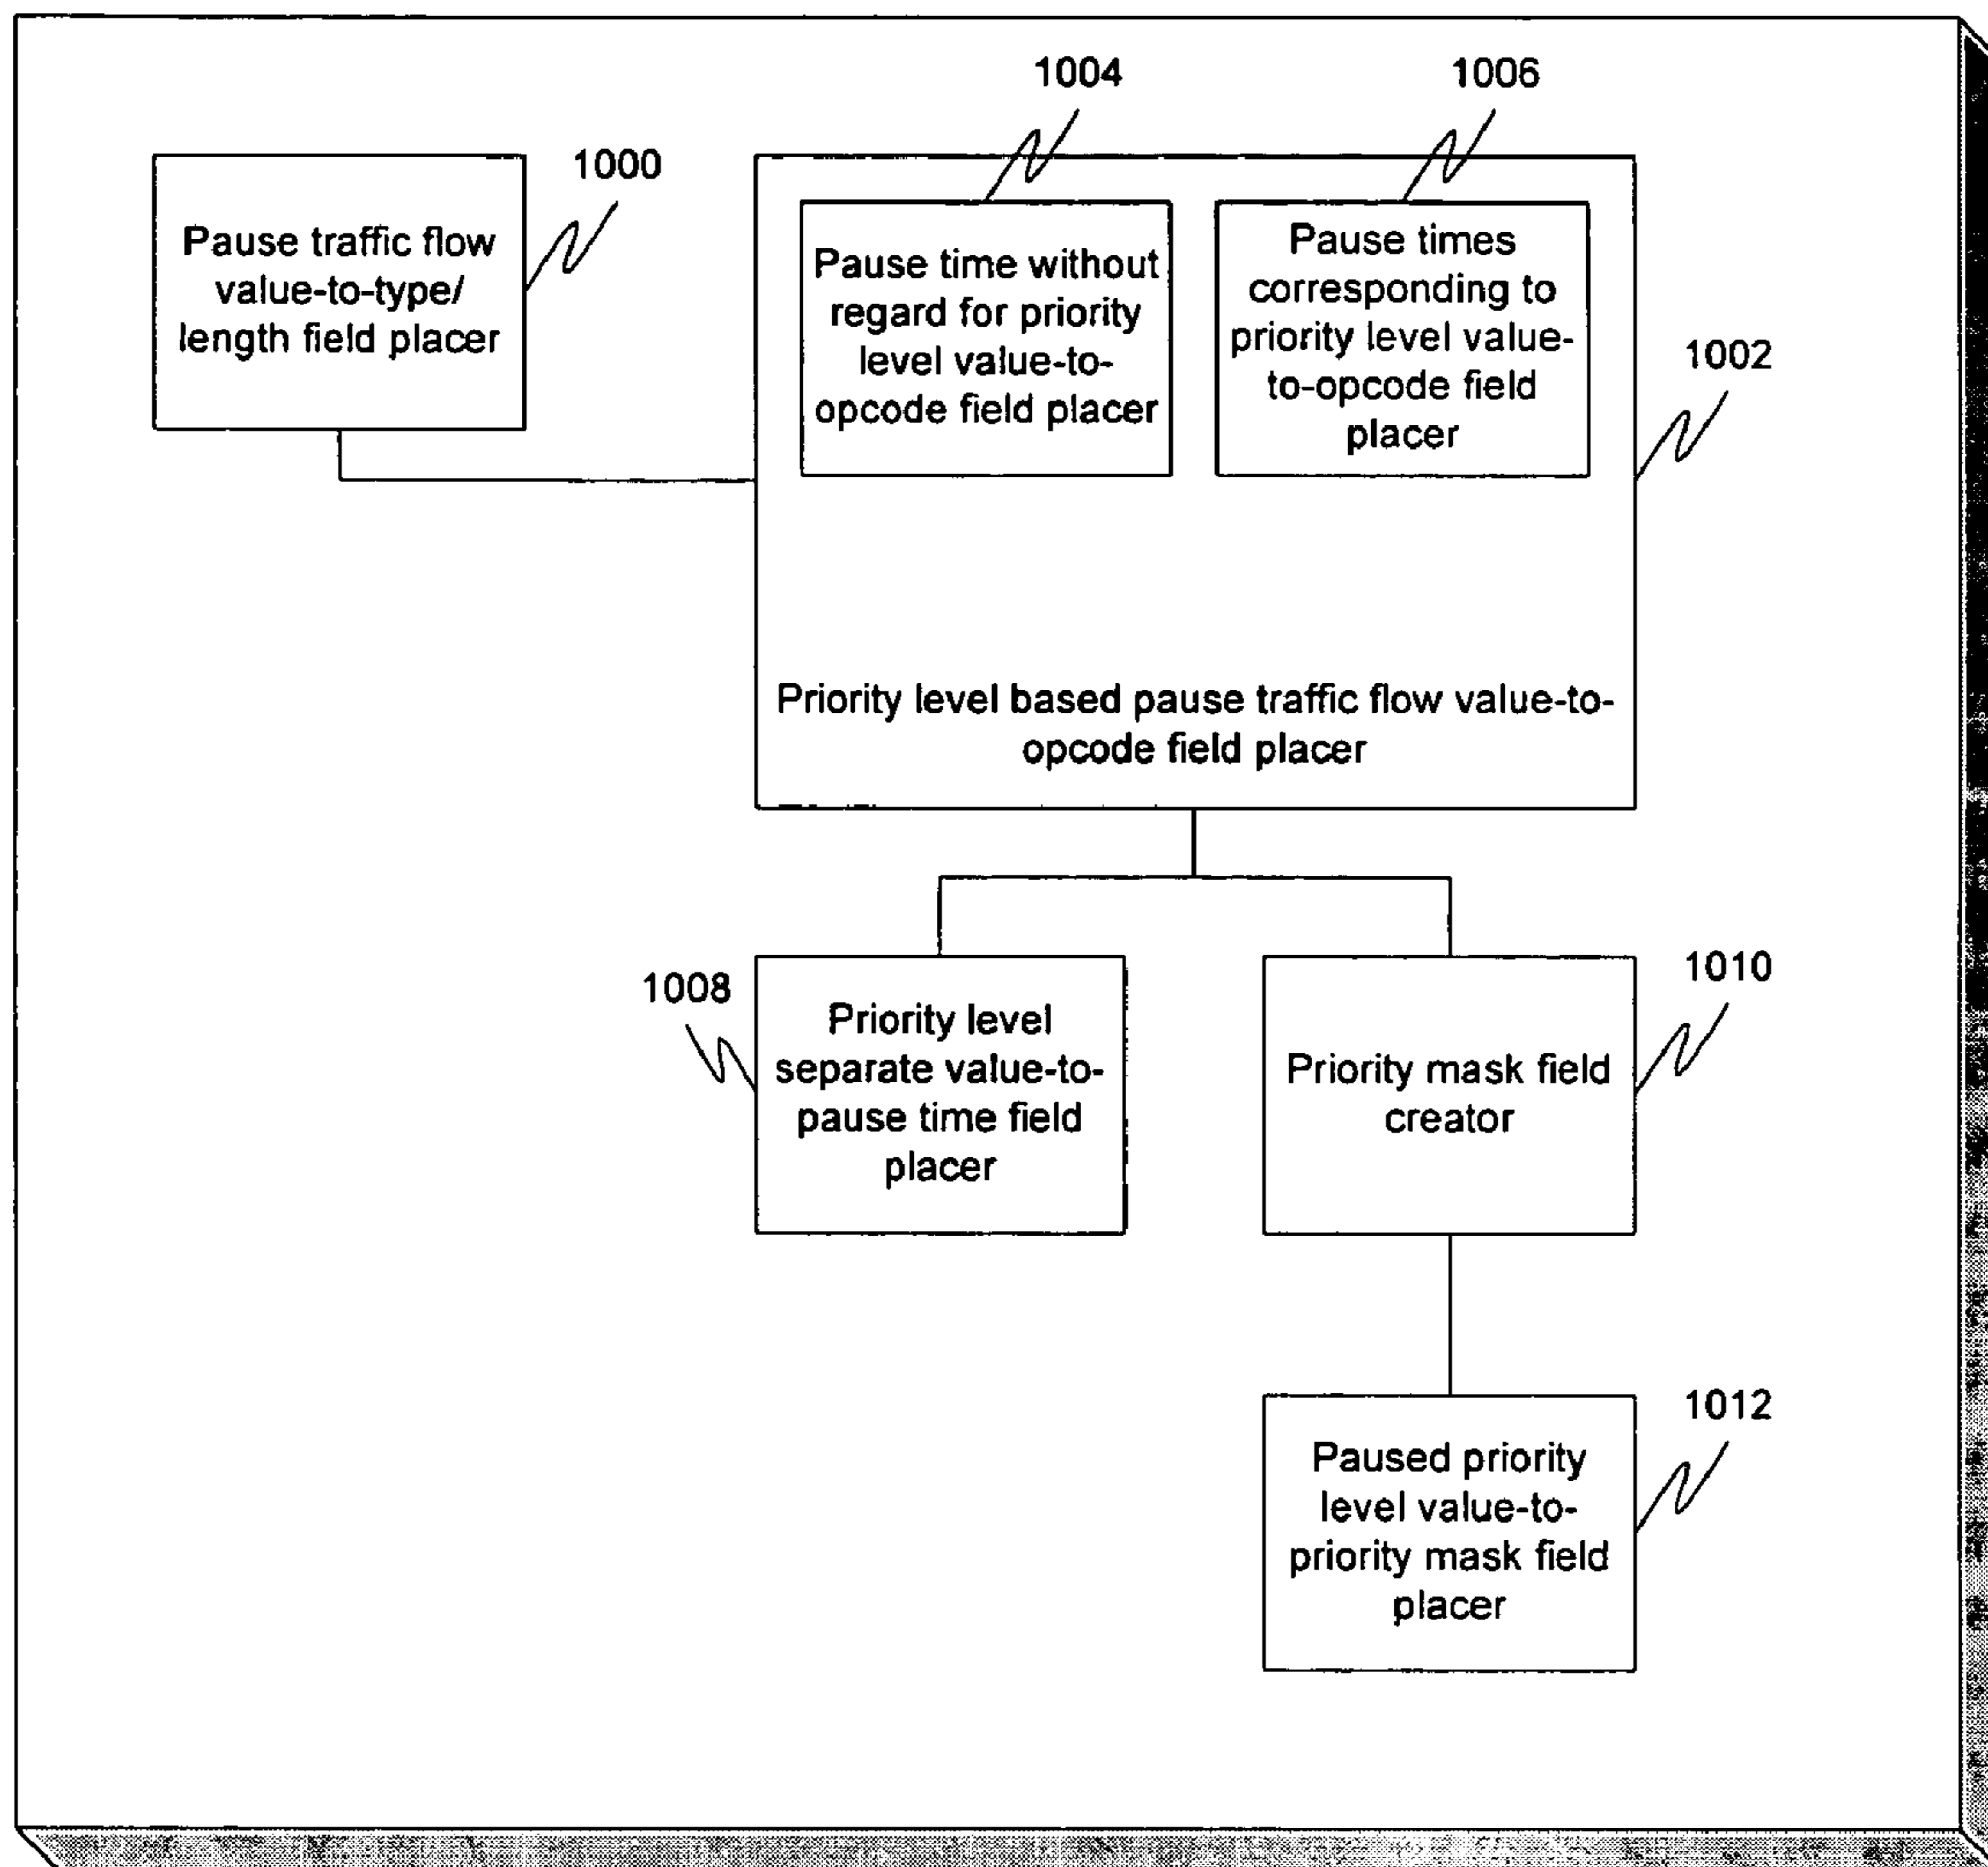 1004
1006
1000
Pause traffic flow
value-to-type/
length field placer
Pause time without
regard for priority
level value-to-
opcode field placer
Pause times
corresponding to
priority level value-
to-opcode field
placer
1002
Priority level based pause traffic flow value-to-
opcode field placer
1008
Priority level
separate value-to-
pause time field
placer
1010
Priority mask field
creator
1012
Paused priority
level value-to-
priority mask field
placer